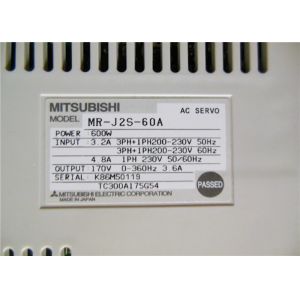 MITSUBISHI AC SERVO
MODEL MR-J2S-60A
POWER : 600W
INPUT : 3.2A 3PH+1PH200-230V 50Hz
3PH+1PH200-230V 60Hz
4.8A 1PH 230V 50/60Hz
OUTPUT: 170V 0-360Hz 3.6A
SERIAL: K86M50119
TC300A175G54
MITSUBISHI ELECTRIC CORPORATION
MADE IN JAPAN
PASSED